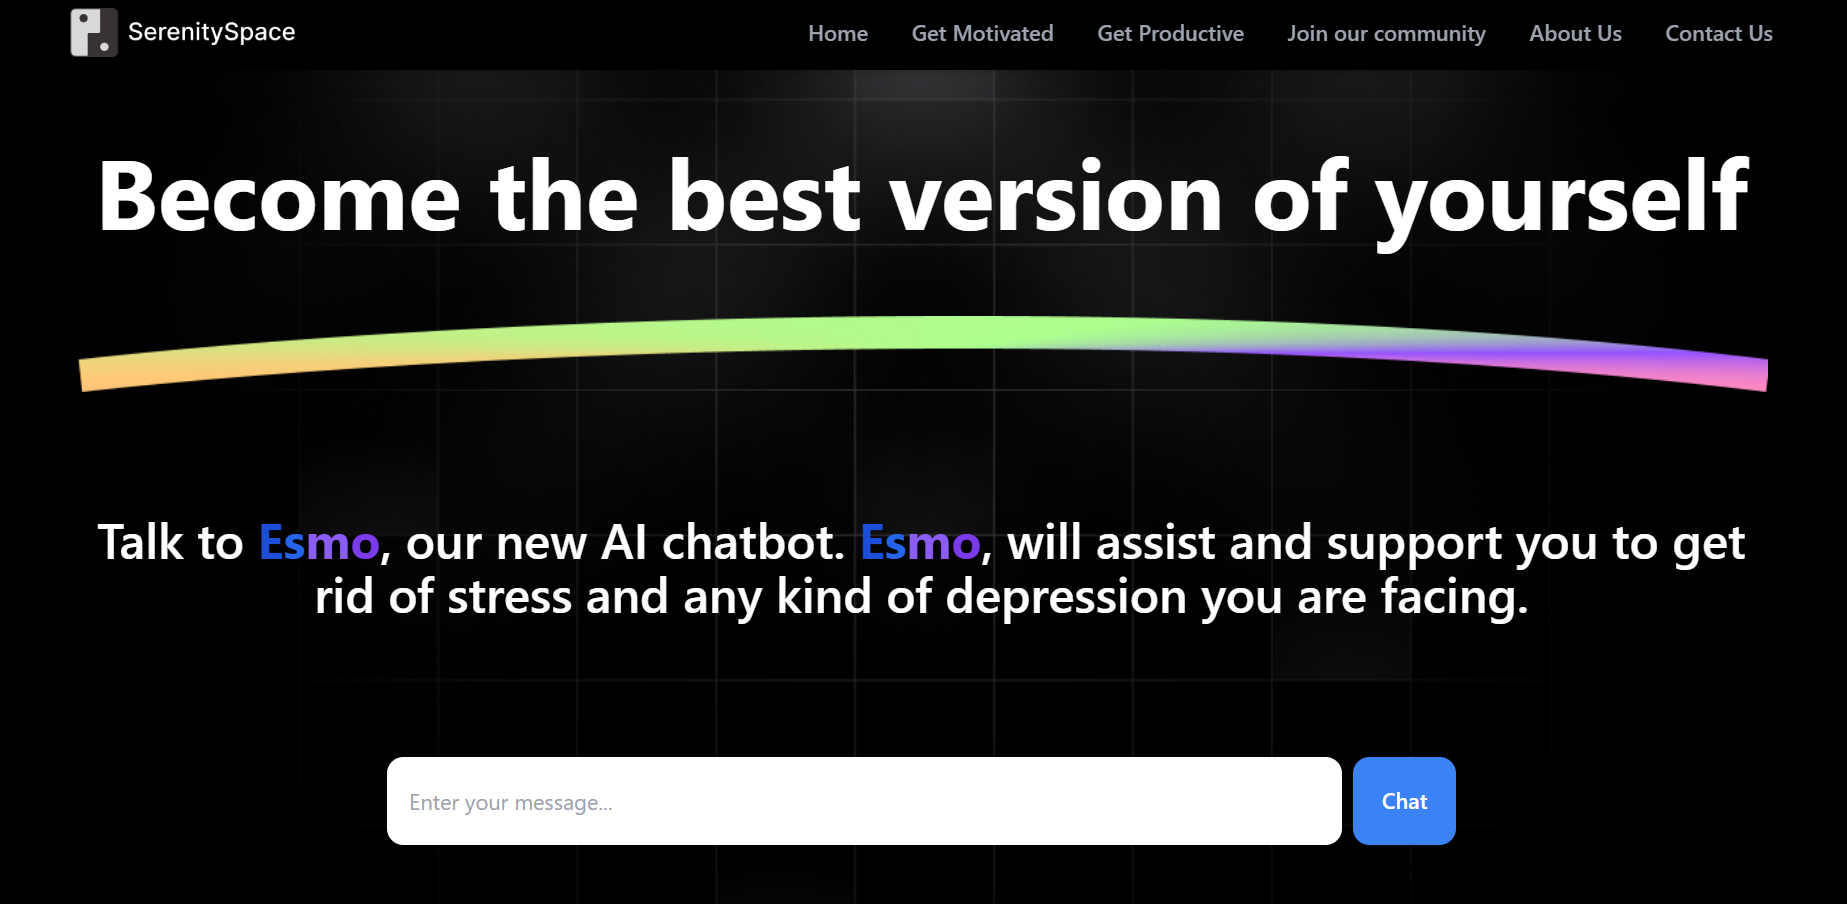 SerenitySpace
Home Get Motivated Get Productive Join our community About Us Contact Us
Become the best version of yourself
Talk to Esmo, our new AI chatbot. Esmo, will assist and support you to get
rid of stress and any kind of depression you are facing.
Enter your message...
Chat